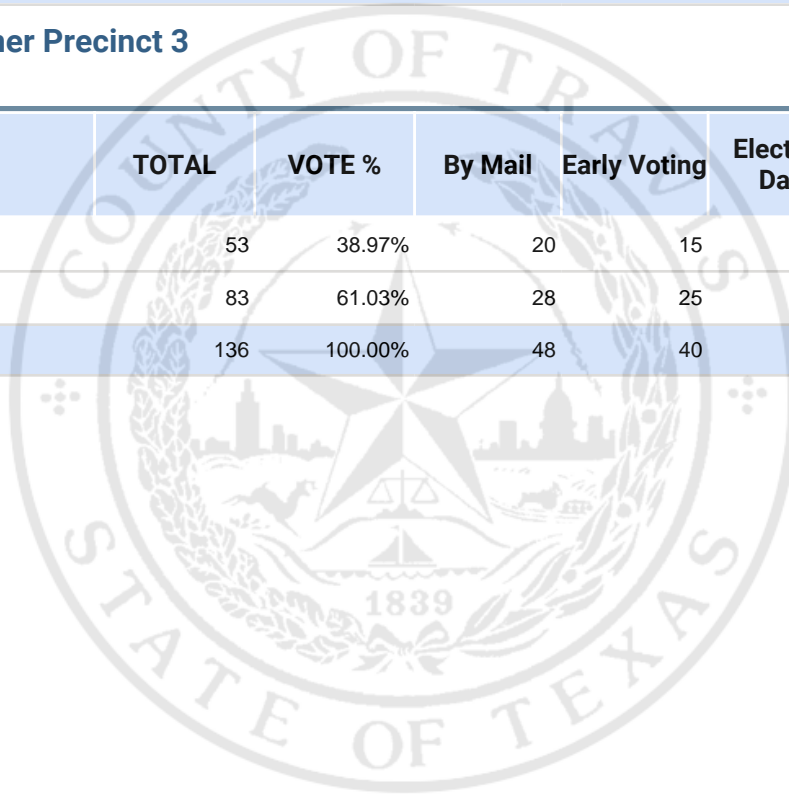 ner Precinct 3
TOTAL VOTE % By Mail Early Voting Elect
Da
53 38.97% 20 15
83 61.03% 28 25
136 100.00% 48 40
COUNTY OF TRAVIS
1839
STATE OF TEXAS